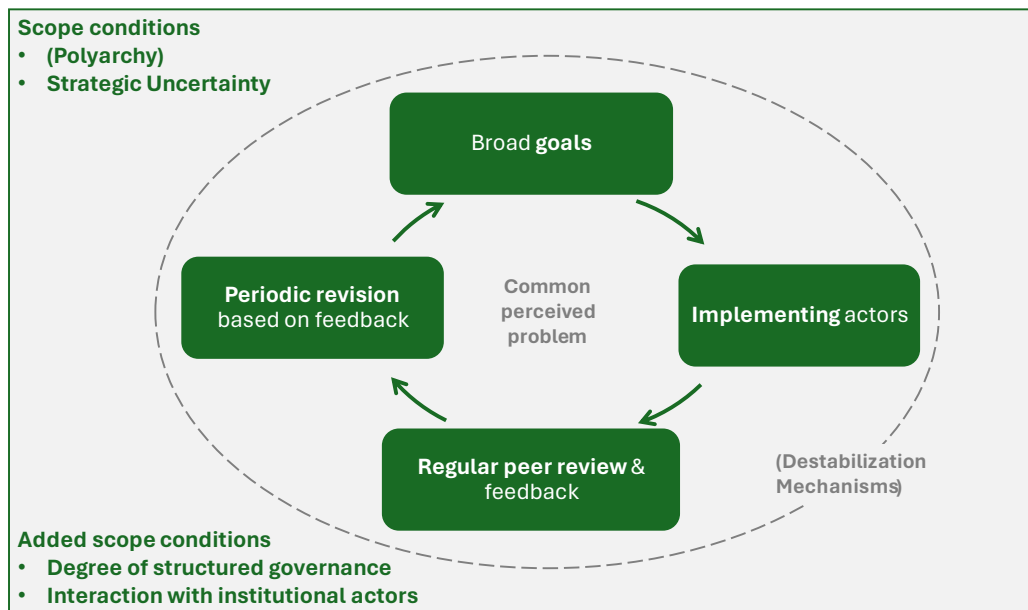 Scope conditions
• (Polyarchy)
• Strategic Uncertainty
Broad goals
Periodic revision
based on feedback
Common
perceived
problem
Implementing actors
Regular peer review &
feedback
(Destabilization
Mechanisms)
Added scope conditions
• Degree of structured governance
• Interaction with institutional actors